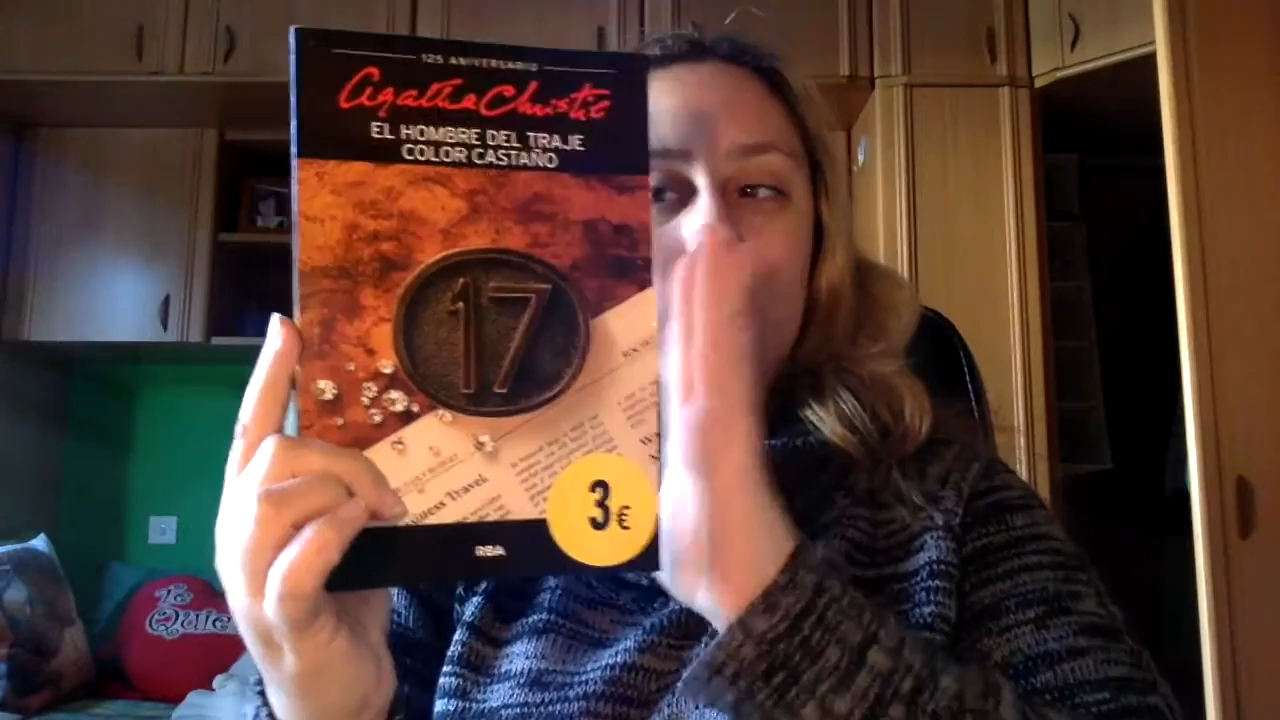 125 ANIVERSARIO
Agatha Christie
EL HOMBRE DEL TRAJE
COLOR CASTAÑO
17
Travel
3€
RBA
Te
Quie